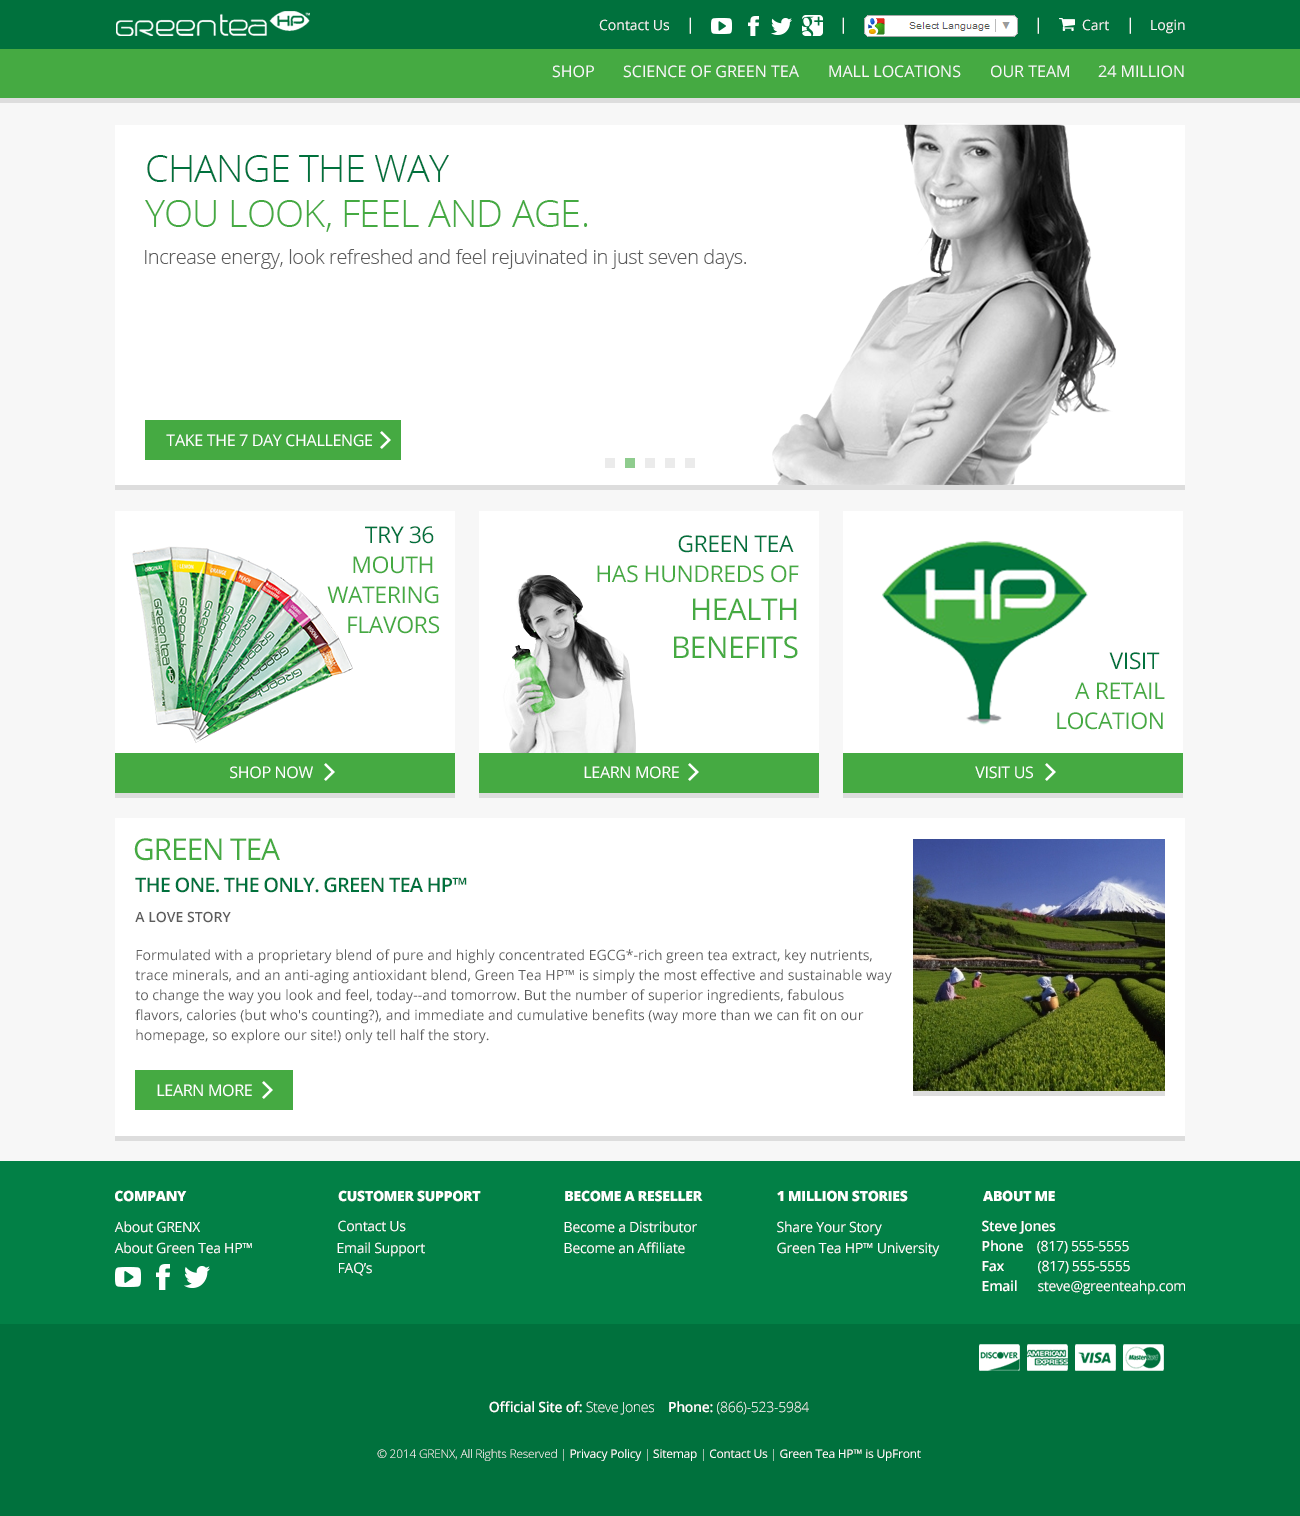 Greentea HP™
Contact Us | | Select Language ▼ | Cart | Login
SHOP SCIENCE OF GREEN TEA MALL LOCATIONS OUR TEAM 24 MILLION
CHANGE THE WAY
YOU LOOK, FEEL AND AGE.
Increase energy, look refreshed and feel rejuvinated in just seven days.
TAKE THE 7 DAY CHALLENGE
TRY 36
MOUTH
WATERING
FLAVORS
ORIGINAL
LEMON
ORANGE
PEACH
Greentea HP
Greentea
Greentea
Greentea
Greentea
Greentea
SHOP NOW
GREEN TEA
HAS HUNDREDS OF
HEALTH
BENEFITS
LEARN MORE
HP
VISIT
A RETAIL
LOCATION
VISIT US
GREEN TEA
THE ONE. THE ONLY. GREEN TEA HP™
A LOVE STORY
Formulated with a proprietary blend of pure and highly concentrated EGCG*-rich green tea extract, key nutrients,
trace minerals, and an anti-aging antioxidant blend, Green Tea HP™ is simply the most effective and sustainable way
to change the way you look and feel, today--and tomorrow. But the number of superior ingredients, fabulous
flavors, calories (but who's counting?), and immediate and cumulative benefits (way more than we can fit on our
homepage, so explore our site!) only tell half the story.
LEARN MORE
COMPANY
About GRENX
About Green Tea HP™
CUSTOMER SUPPORT
Contact Us
Email Support
FAQ's
BECOME A RESELLER
Become a Distributor
Become an Affiliate
1 MILLION STORIES
Share Your Story
Green Tea HP™ University
ABOUT ME
Steve Jones
Phone (817) 555-5555
Fax (817) 555-5555
Email steve@greenteahp.com
DISCOVER AMERICAN EXPRESS VISA MasterCard
Official Site of: Steve Jones Phone: (866)-523-5984
© 2014 GRENX, All Rights Reserved | Privacy Policy | Sitemap | Contact Us | Green Tea HP™ is UpFront